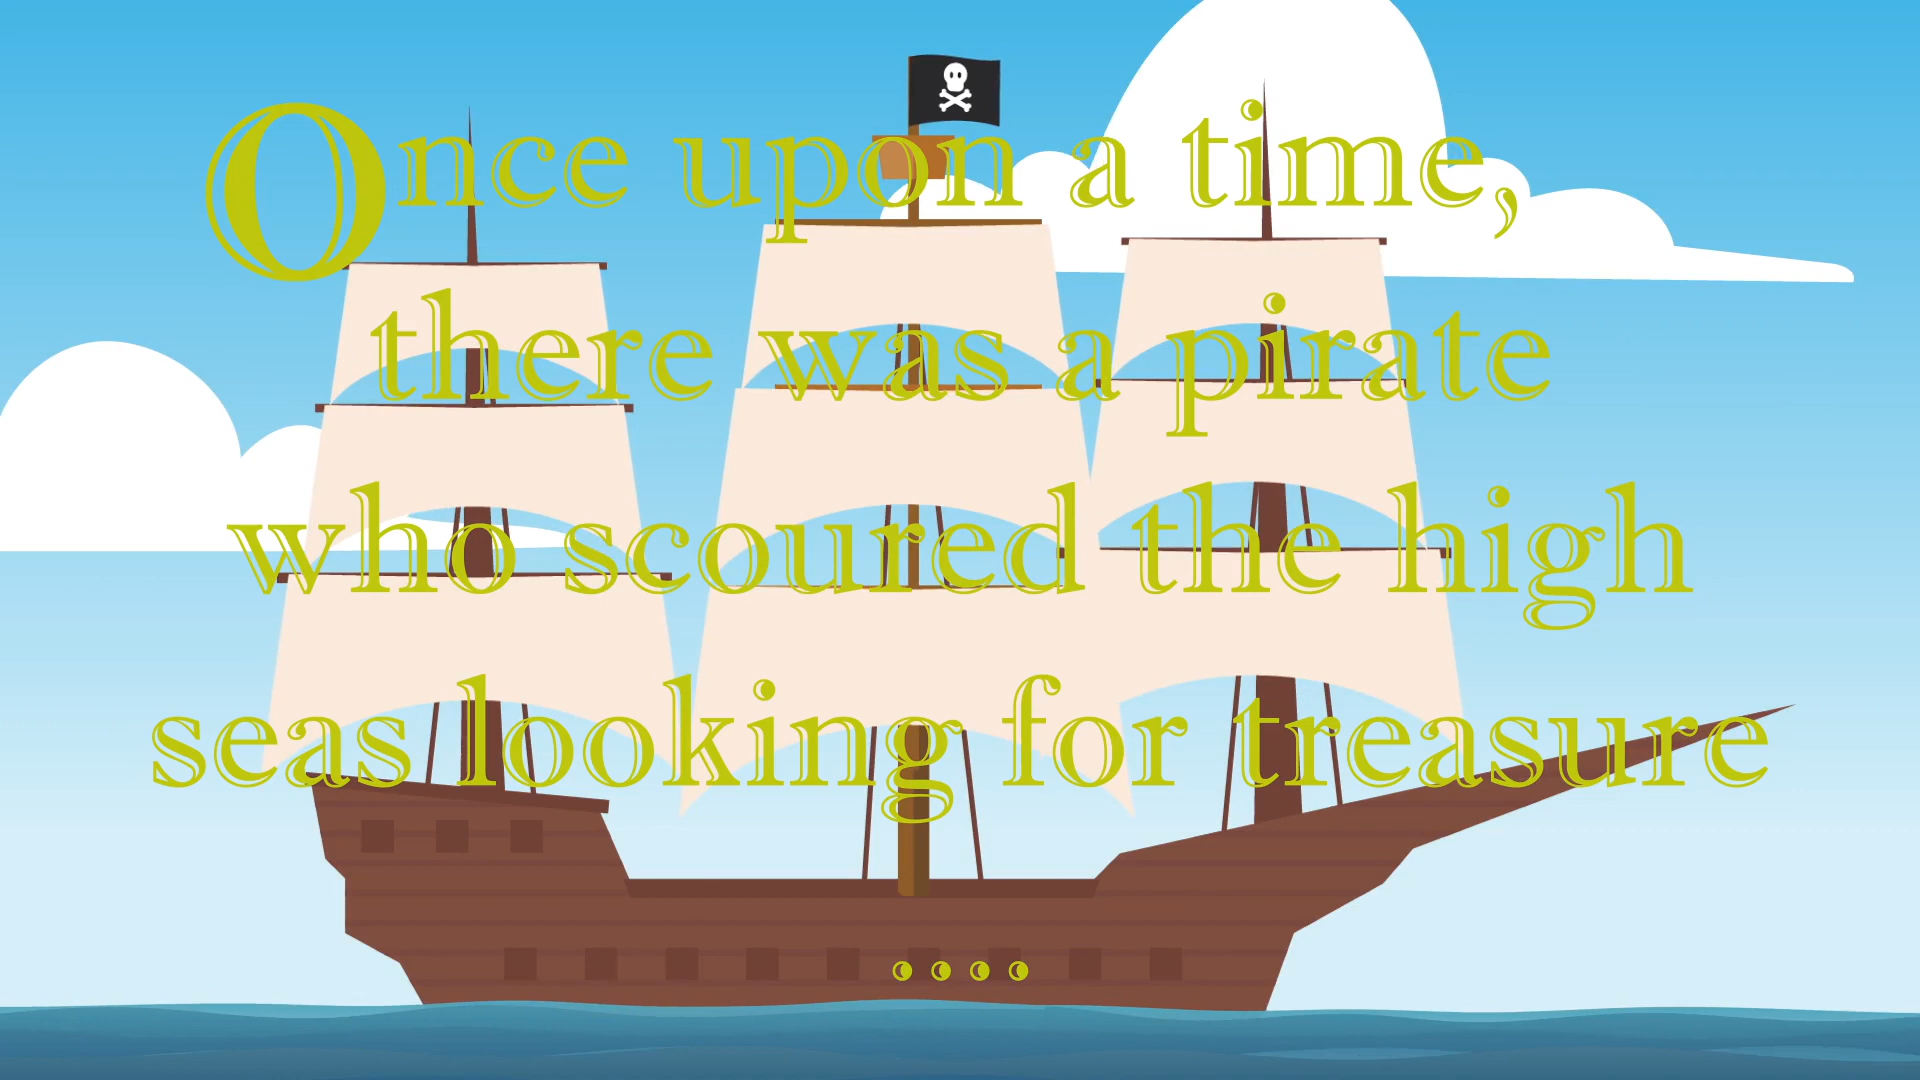 Once upon a time,
there was a pirate
who scoured the high
seas looking for treasure
....